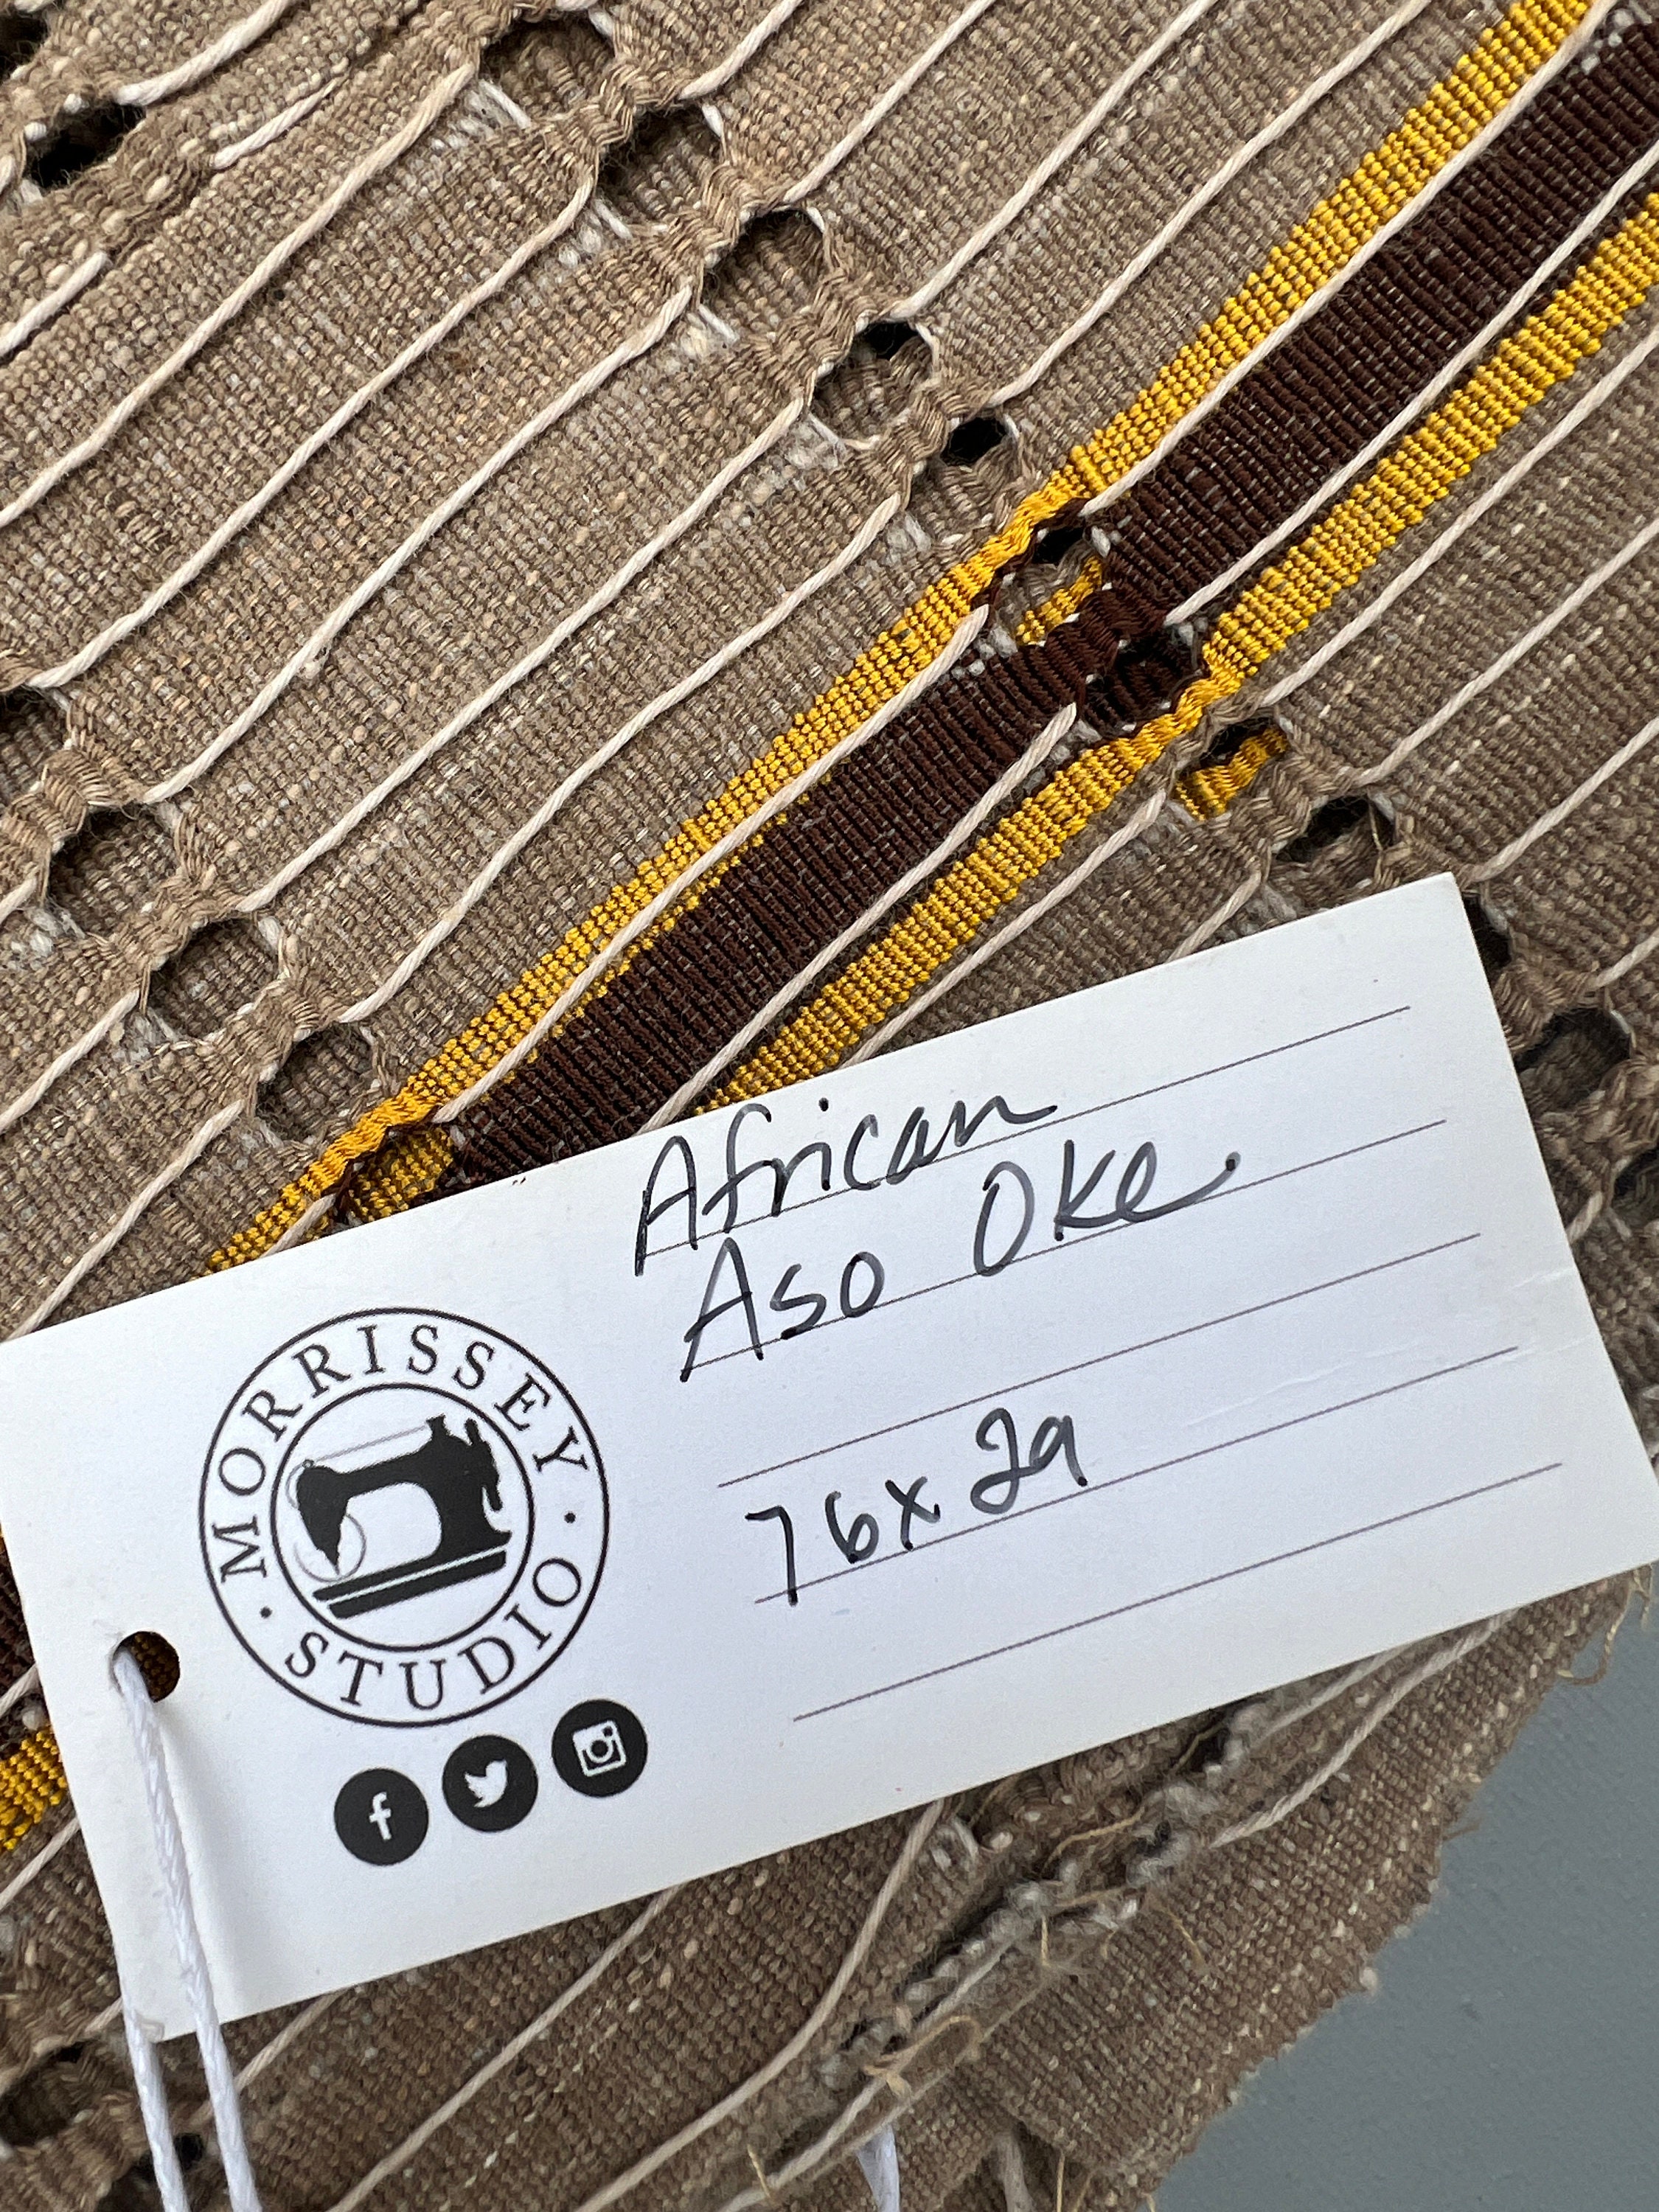 African
Aso Oke.
76x29
MORRISSEY
· STUDIO ·
f